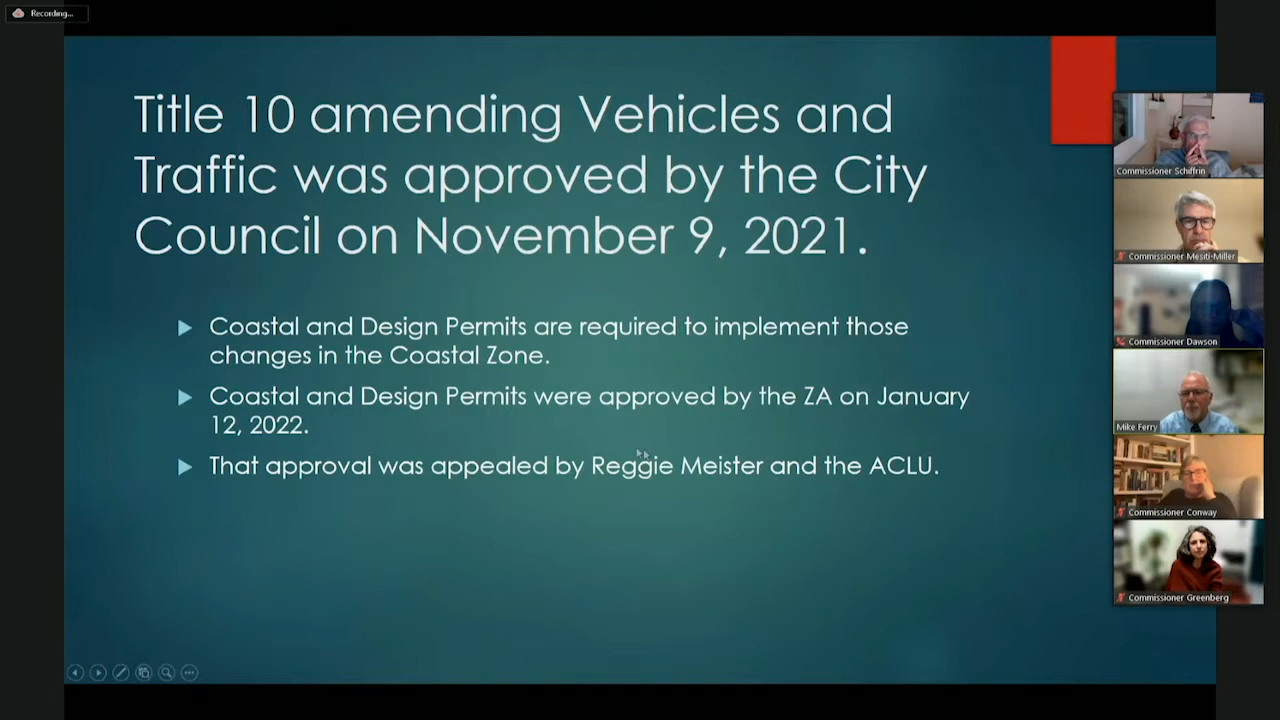 Recording...
Title 10 amending Vehicles and
Traffic was approved by the City
Council on November 9, 2021.
Coastal and Design Permits are required to implement those
changes in the Coastal Zone.
Coastal and Design Permits were approved by the ZA on January
12, 2022.
That approval was appealed by Reggie Meister and the ACLU.
Commissioner Schiffrin
Commissioner Mesiti-Miller
Commissioner Dawson
Mike Ferry
Commissioner Conway
Commissioner Greenberg